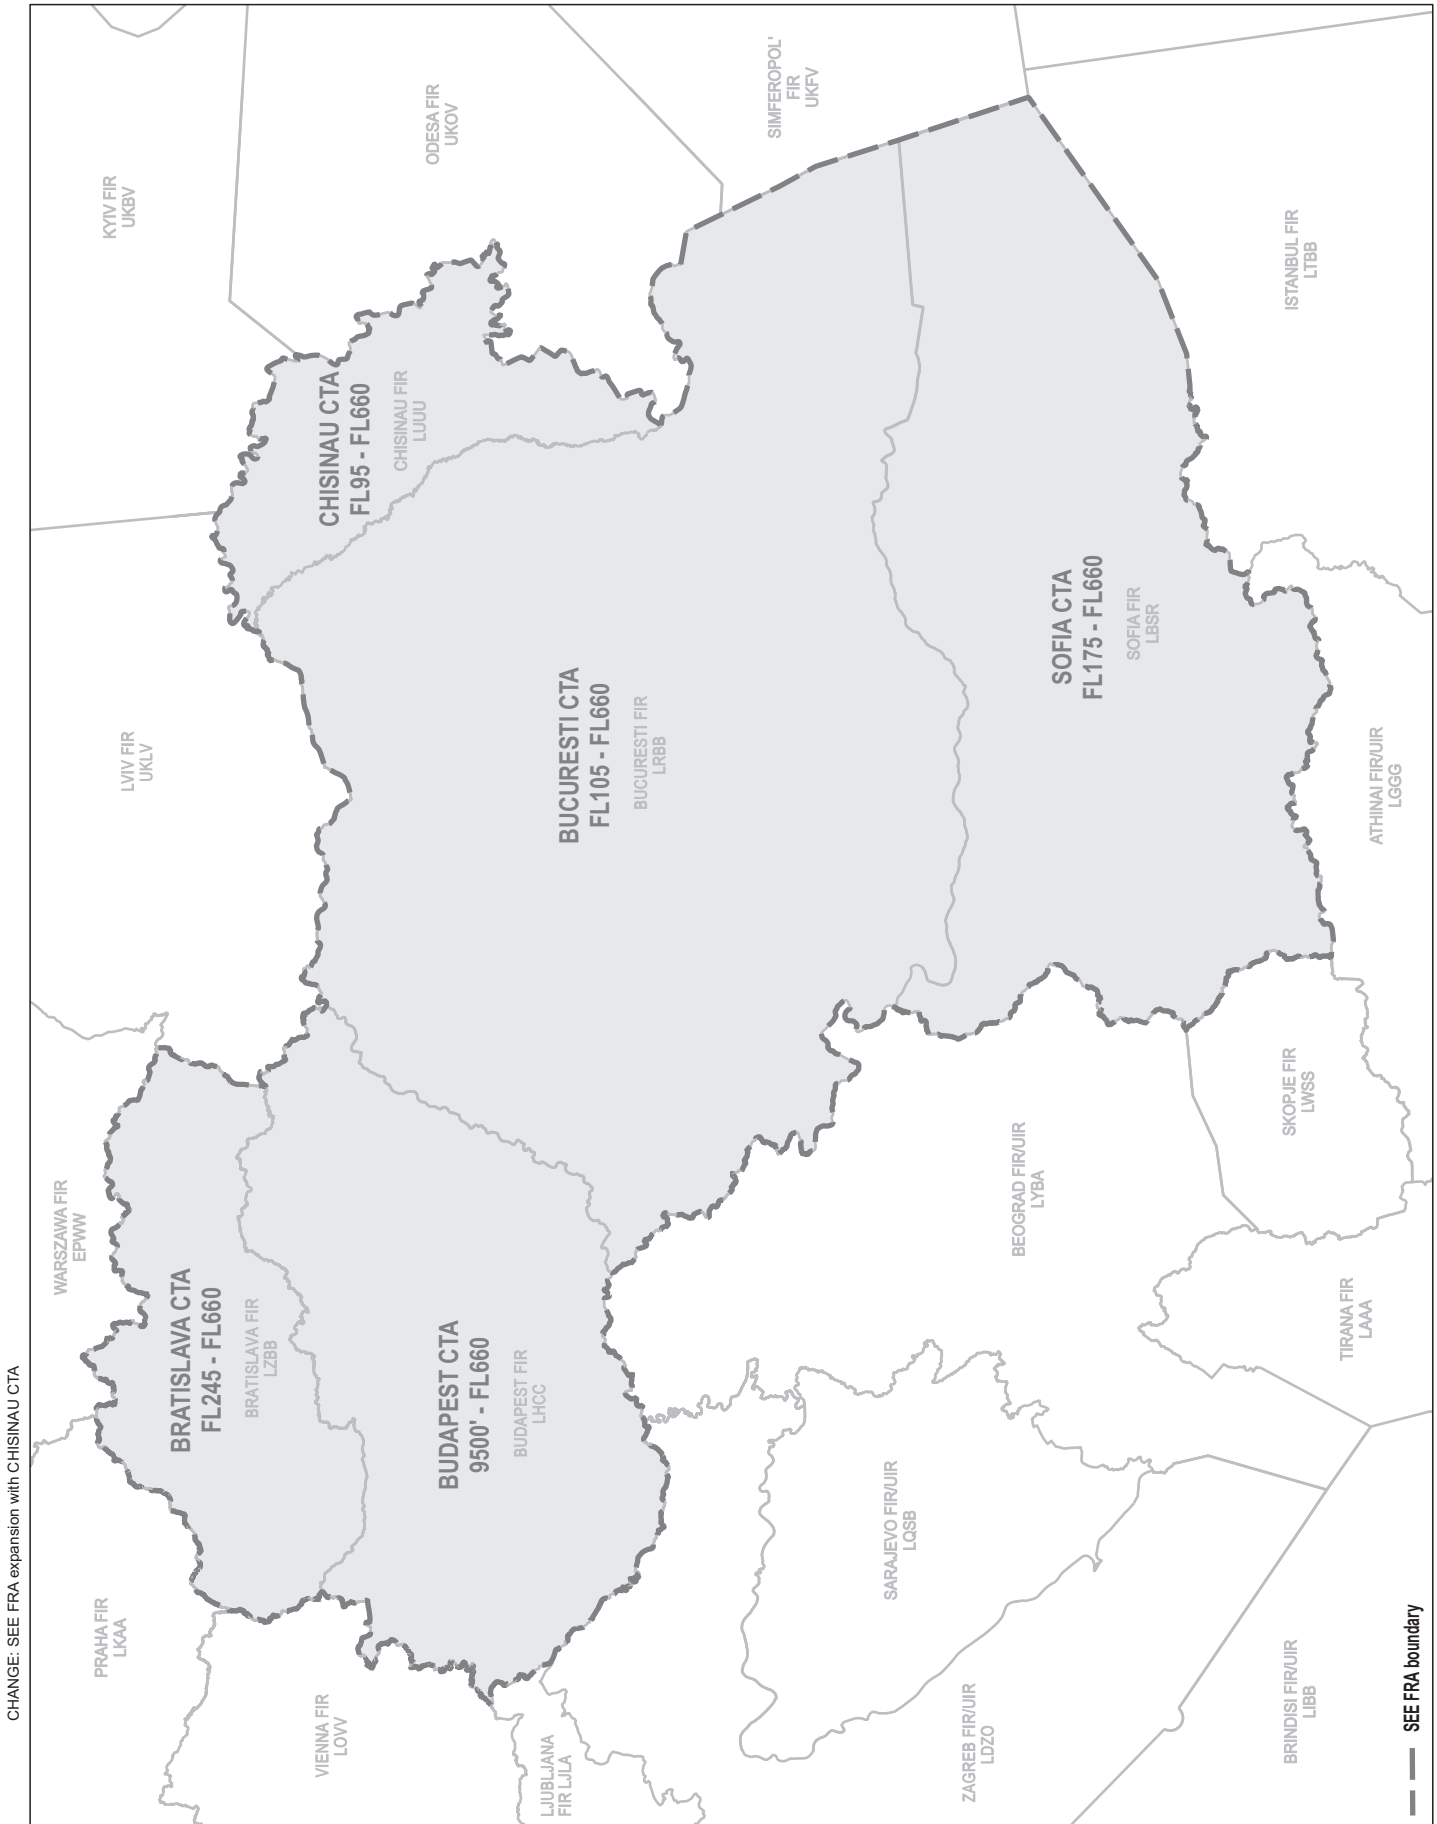 CHANGE: SEE FRA expansion with CHISINAU CTA
PRAHA FIR
LKAA
WARSZAWA FIR
EPWW
LVIV FIR
UKLV
KYIV FIR
UKBV
BRATISLAVA CTA
FL245 - FL660
BRATISLAVA FIR
LZBB
VIENNA FIR
LOVV
CHISINAU CTA
FL95 - FL660
CHISINAU FIR
LUUU
ODESA FIR
UKOV
BUDAPEST CTA
9500' - FL660
BUDAPEST FIR
LHCC
LJUBLJANA
FIR LJLA
BUCURESTI CTA
FL105 - FL660
BUCURESTI FIR
LRBB
SIMFEROPOL'
FIR
UKFV
SARAJEVO FIR/UIR
LQSB
ZAGREB FIR/UIR
LDZO
BEOGRAD FIR/UIR
LYBA
SOFIA CTA
FL175 - FL660
SOFIA FIR
LBSR
BRINDISI FIR/UIR
LIBB
TIRANA FIR
LAAA
SKOPJE FIR
LWSS
ATHINAI FIR/UIR
LGGG
ISTANBUL FIR
LTBB
SEE FRA boundary